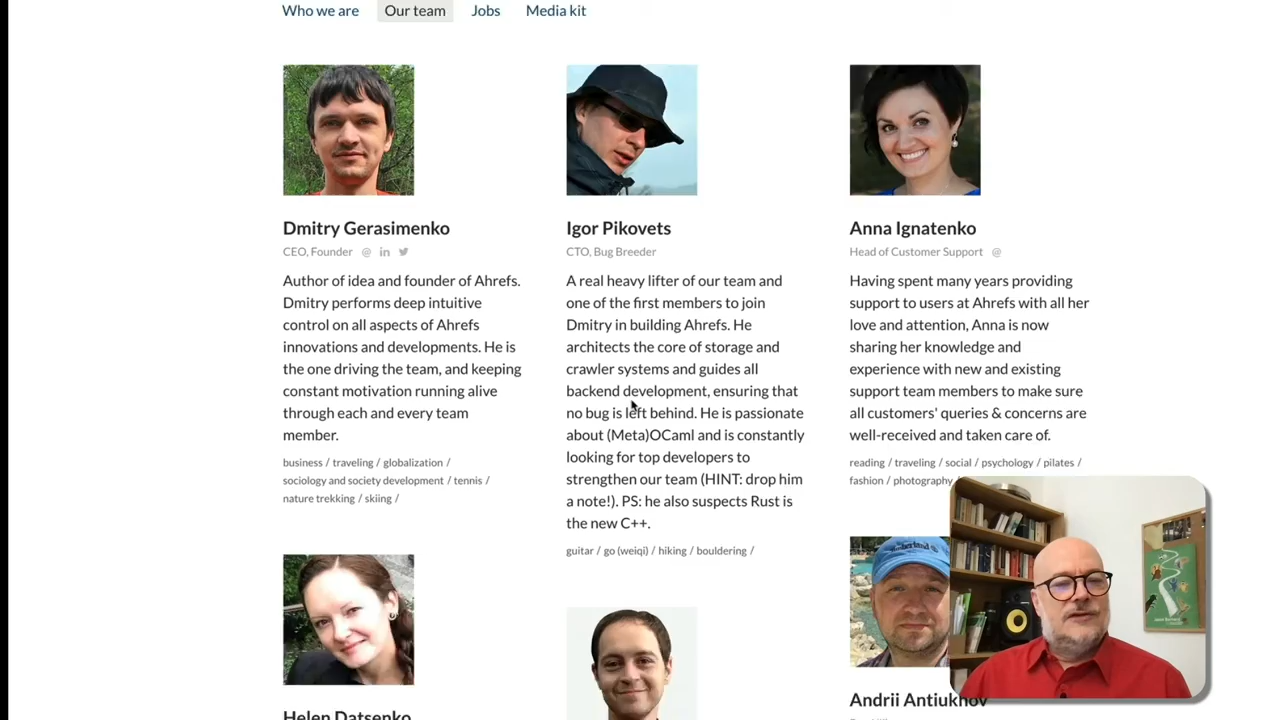 Who we are
Our team
Jobs
Media kit
Dmitry Gerasimenko
CEO, Founder @ in
Author of idea and founder of Ahrefs.
Dmitry performs deep intuitive
control on all aspects of Ahrefs
innovations and developments. He is
the one driving the team, and keeping
constant motivation running alive
through each and every team
member.
business / traveling / globalization /
sociology and society development / tennis /
nature trekking / skiing /
Igor Pikovets
CTO, Bug Breeder
A real heavy lifter of our team and
one of the first members to join
Dmitry in building Ahrefs. He
architects the core of storage and
crawler systems and guides all
backend development, ensuring that
no bug is left behind. He is passionate
about (Meta)OCaml and is constantly
looking for top developers to
strengthen our team (HINT: drop him
a note!). PS: he also suspects Rust is
the new C++.
guitar / go (weiqi) / hiking / bouldering /
Anna Ignatenko
Head of Customer Support @
Having spent many years providing
support to users at Ahrefs with all her
love and attention, Anna is now
sharing her knowledge and
experience with new and existing
support team members to make sure
all customers' queries & concerns are
well-received and taken care of.
reading / traveling / social / psychology / pilates /
fashion / photography
Helen Datsenko
Andrii Antiukhov